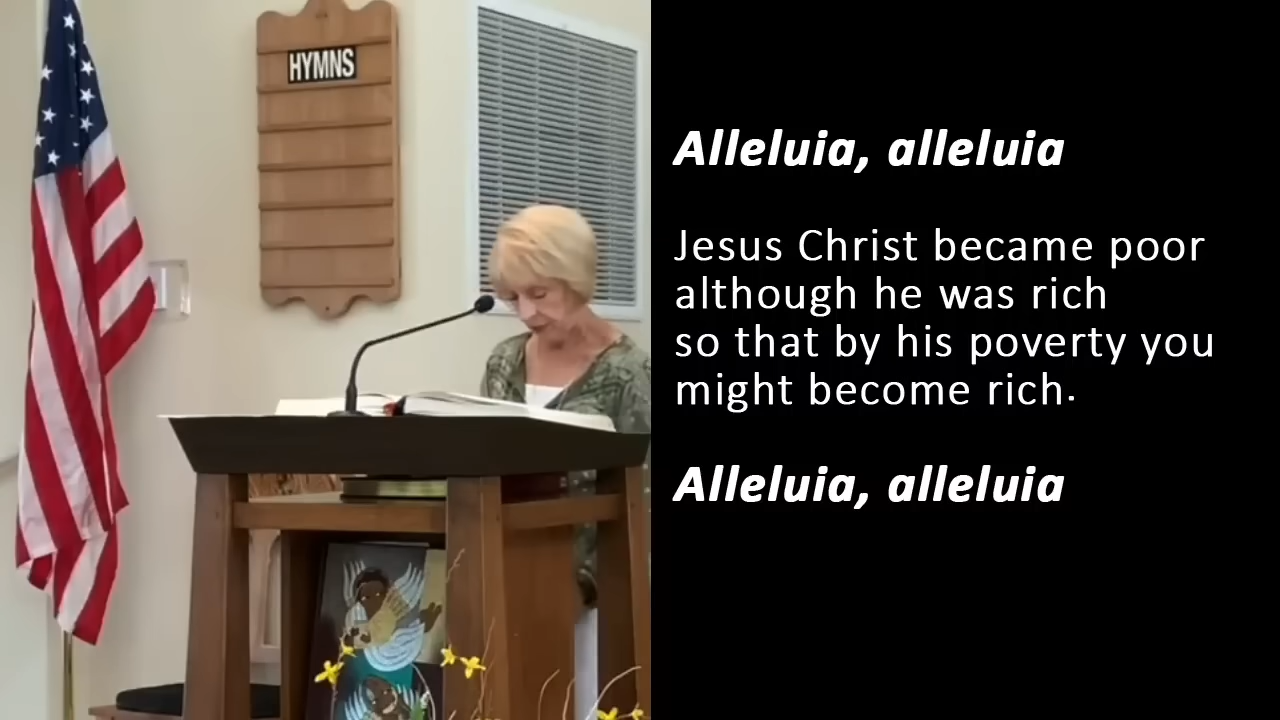 HYMNS
Alleluia, alleluia
Jesus Christ became poor
although he was rich
so that by his poverty you
might become rich.
Alleluia, alleluia